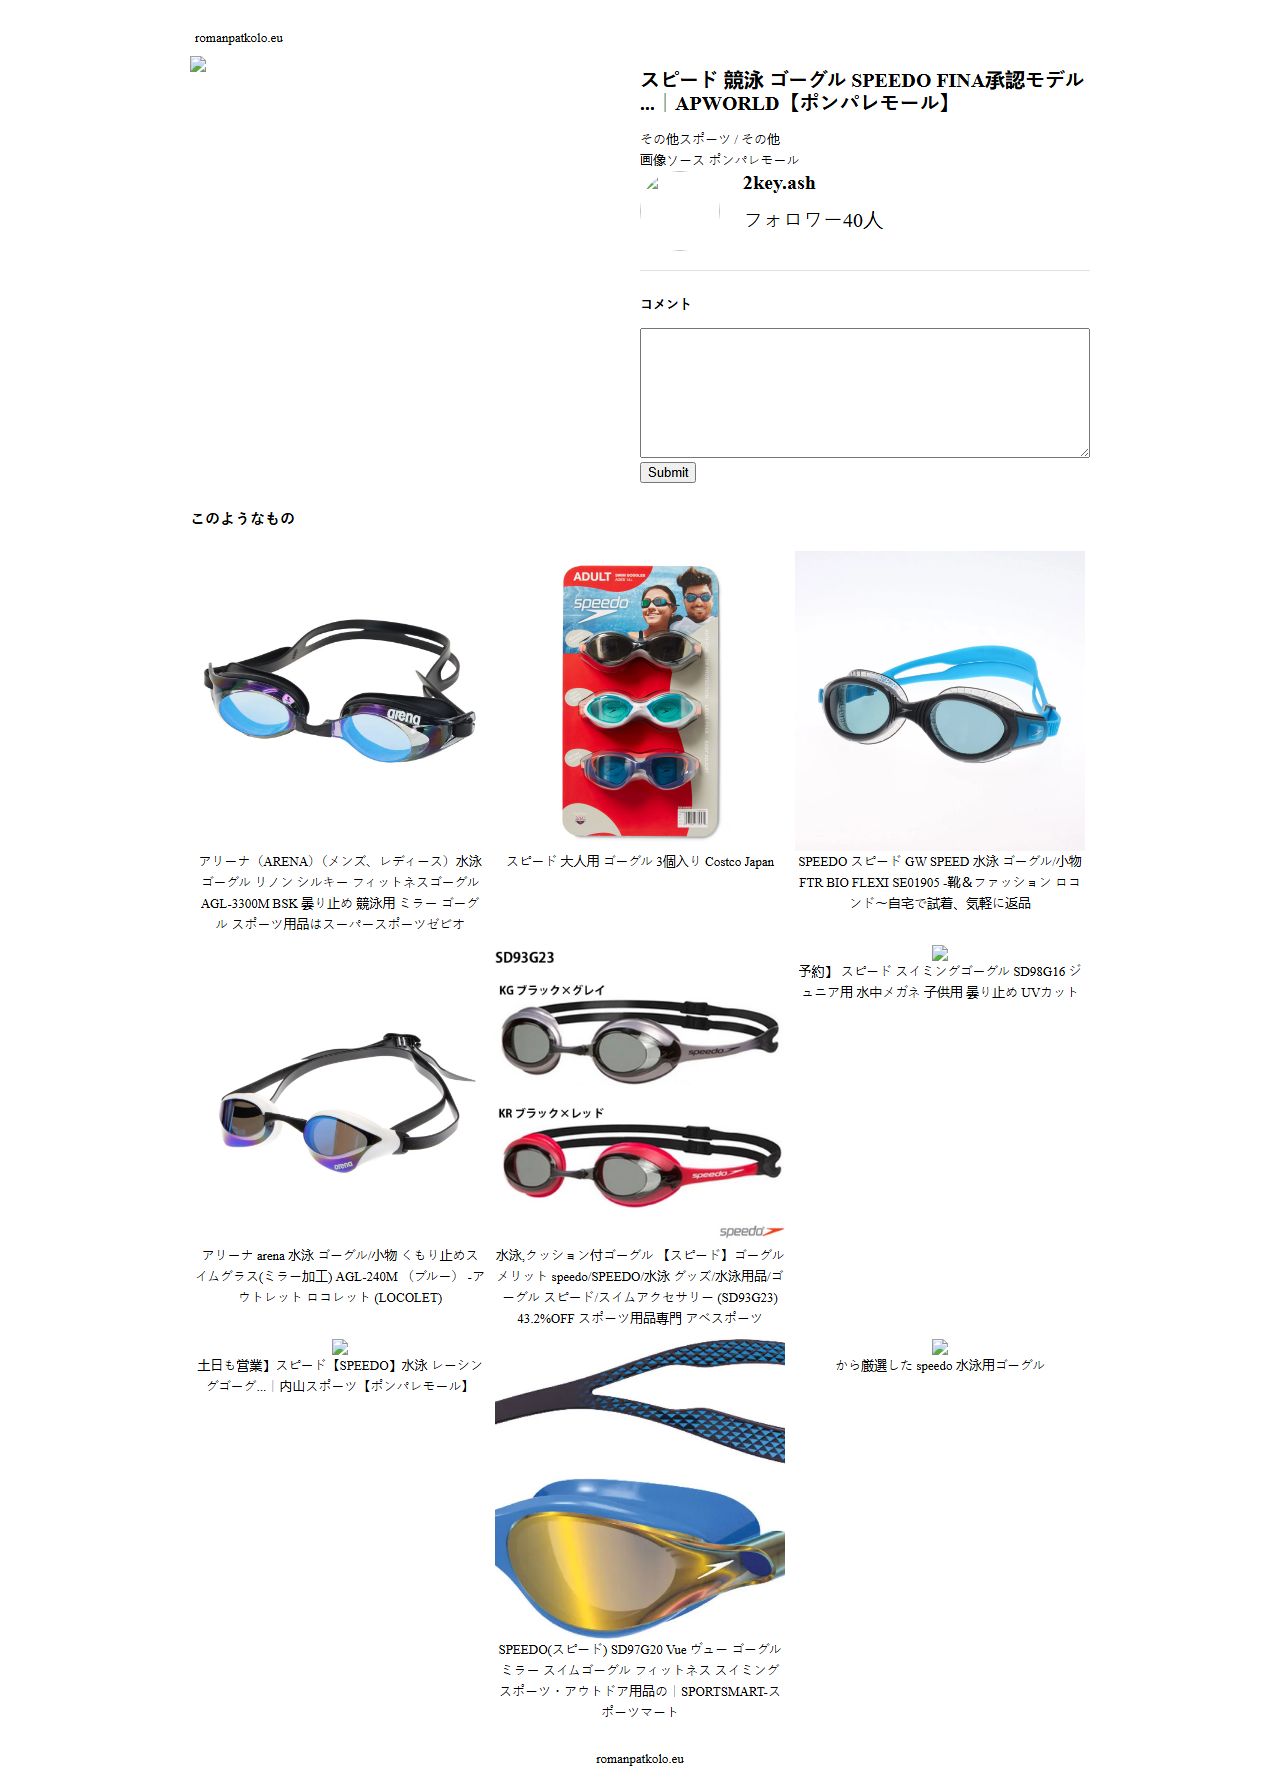 romanpatkolo.eu
スピード 競泳 ゴーグル SPEEDO FINA承認モデル
...｜APWORLD【ポンパレモール】
その他スポーツ / その他
画像ソース ポンパレモール
2key.ash
フォロワー40人
コメント
Submit
このようなもの
arena
ADULT SWIM GOGGLES
speedo
アリーナ（ARENA）（メンズ、レディース）水泳
ゴーグル リノン シルキー フィットネスゴーグル
AGL-3300M BSK 曇り止め 競泳用 ミラー ゴーグ
ル スポーツ用品はスーパースポーツゼビオ
スピード 大人用 ゴーグル 3個入り Costco Japan
SPEEDO スピード GW SPEED 水泳 ゴーグル/小物
FTR BIO FLEXI SE01905 -靴＆ファッション ロコ
ンド〜自宅で試着、気軽に返品
SD93G23
KG ブラック×グレイ
speedo
KR ブラック×レッド
speedo
speedo
arena
予約】 スピード スイミングゴーグル SD98G16 ジ
ュニア用 水中メガネ 子供用 曇り止め UVカット
アリーナ arena 水泳 ゴーグル/小物 くもり止めス
イムグラス(ミラー加工) AGL-240M （ブルー） -ア
ウトレット ロコレット (LOCOLET)
水泳,クッション付ゴーグル 【スピード】ゴーグル
メリット speedo/SPEEDO/水泳 グッズ/水泳用品/ゴ
ーグル スピード/スイムアクセサリー (SD93G23)
43.2%OFF スポーツ用品専門 アベスポーツ
土日も営業】スピード【SPEEDO】水泳 レーシン
グゴーグ...｜内山スポーツ【ポンパレモール】
から厳選した speedo 水泳用ゴーグル
SPEEDO(スピード) SD97G20 Vue ヴュー ゴーグル
ミラー スイムゴーグル フィットネス スイミング
スポーツ・アウトドア用品の｜SPORTSMART-ス
ポーツマート
romanpatkolo.eu